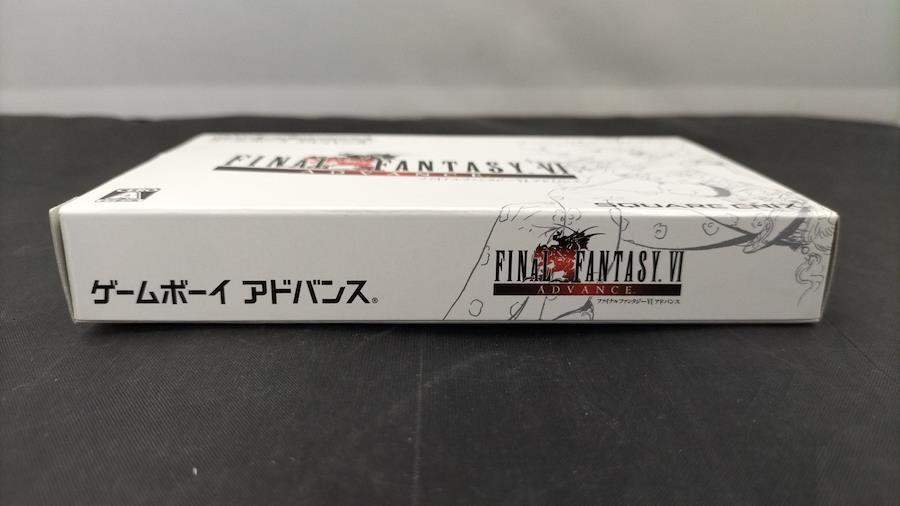 FINAL FANTASY VI
ADVANCE
A
SQUARE ENIX
ゲームボーイ アドバンス®
FINAL FANTASY VI
ADVANCE™
ファイナルファンタジーVI アドバンス